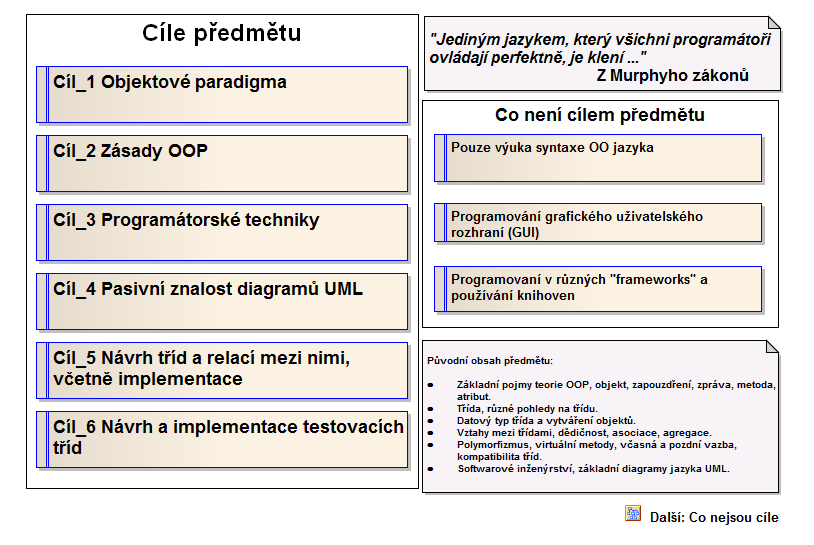 Cíle předmětu
Cíl_1 Objektové paradigma
Cíl_2 Zásady OOP
Cíl_3 Programátorské techniky
Cíl_4 Pasivní znalost diagramů UML
Cíl_5 Návrh tříd a relací mezi nimi,
včetně implementace
Cíl_6 Návrh a implementace testovacích
tříd
"Jediným jazykem, který všichni programátoři
ovládají perfektně, je klení ..."
Z Murphyho zákonů
Co není cílem předmětu
Pouze výuka syntaxe OO jazyka
Programování grafického uživatelského
rozhraní (GUI)
Programovaní v různých "frameworks" a
používání knihoven
Původní obsah předmětu:
● Základní pojmy teorie OOP, objekt, zapouzdření, zpráva, metoda,
atribut.
● Třída, různé pohledy na třídu.
● Datový typ třída a vytváření objektů.
● Vztahy mezi třídami, dědičnost, asociace, agregace.
● Polymorfizmus, virtuální metody, včasná a pozdní vazba,
kompatibilita tříd.
● Softwarové inženýrství, základní diagramy jazyka UML.
Další: Co nejsou cíle